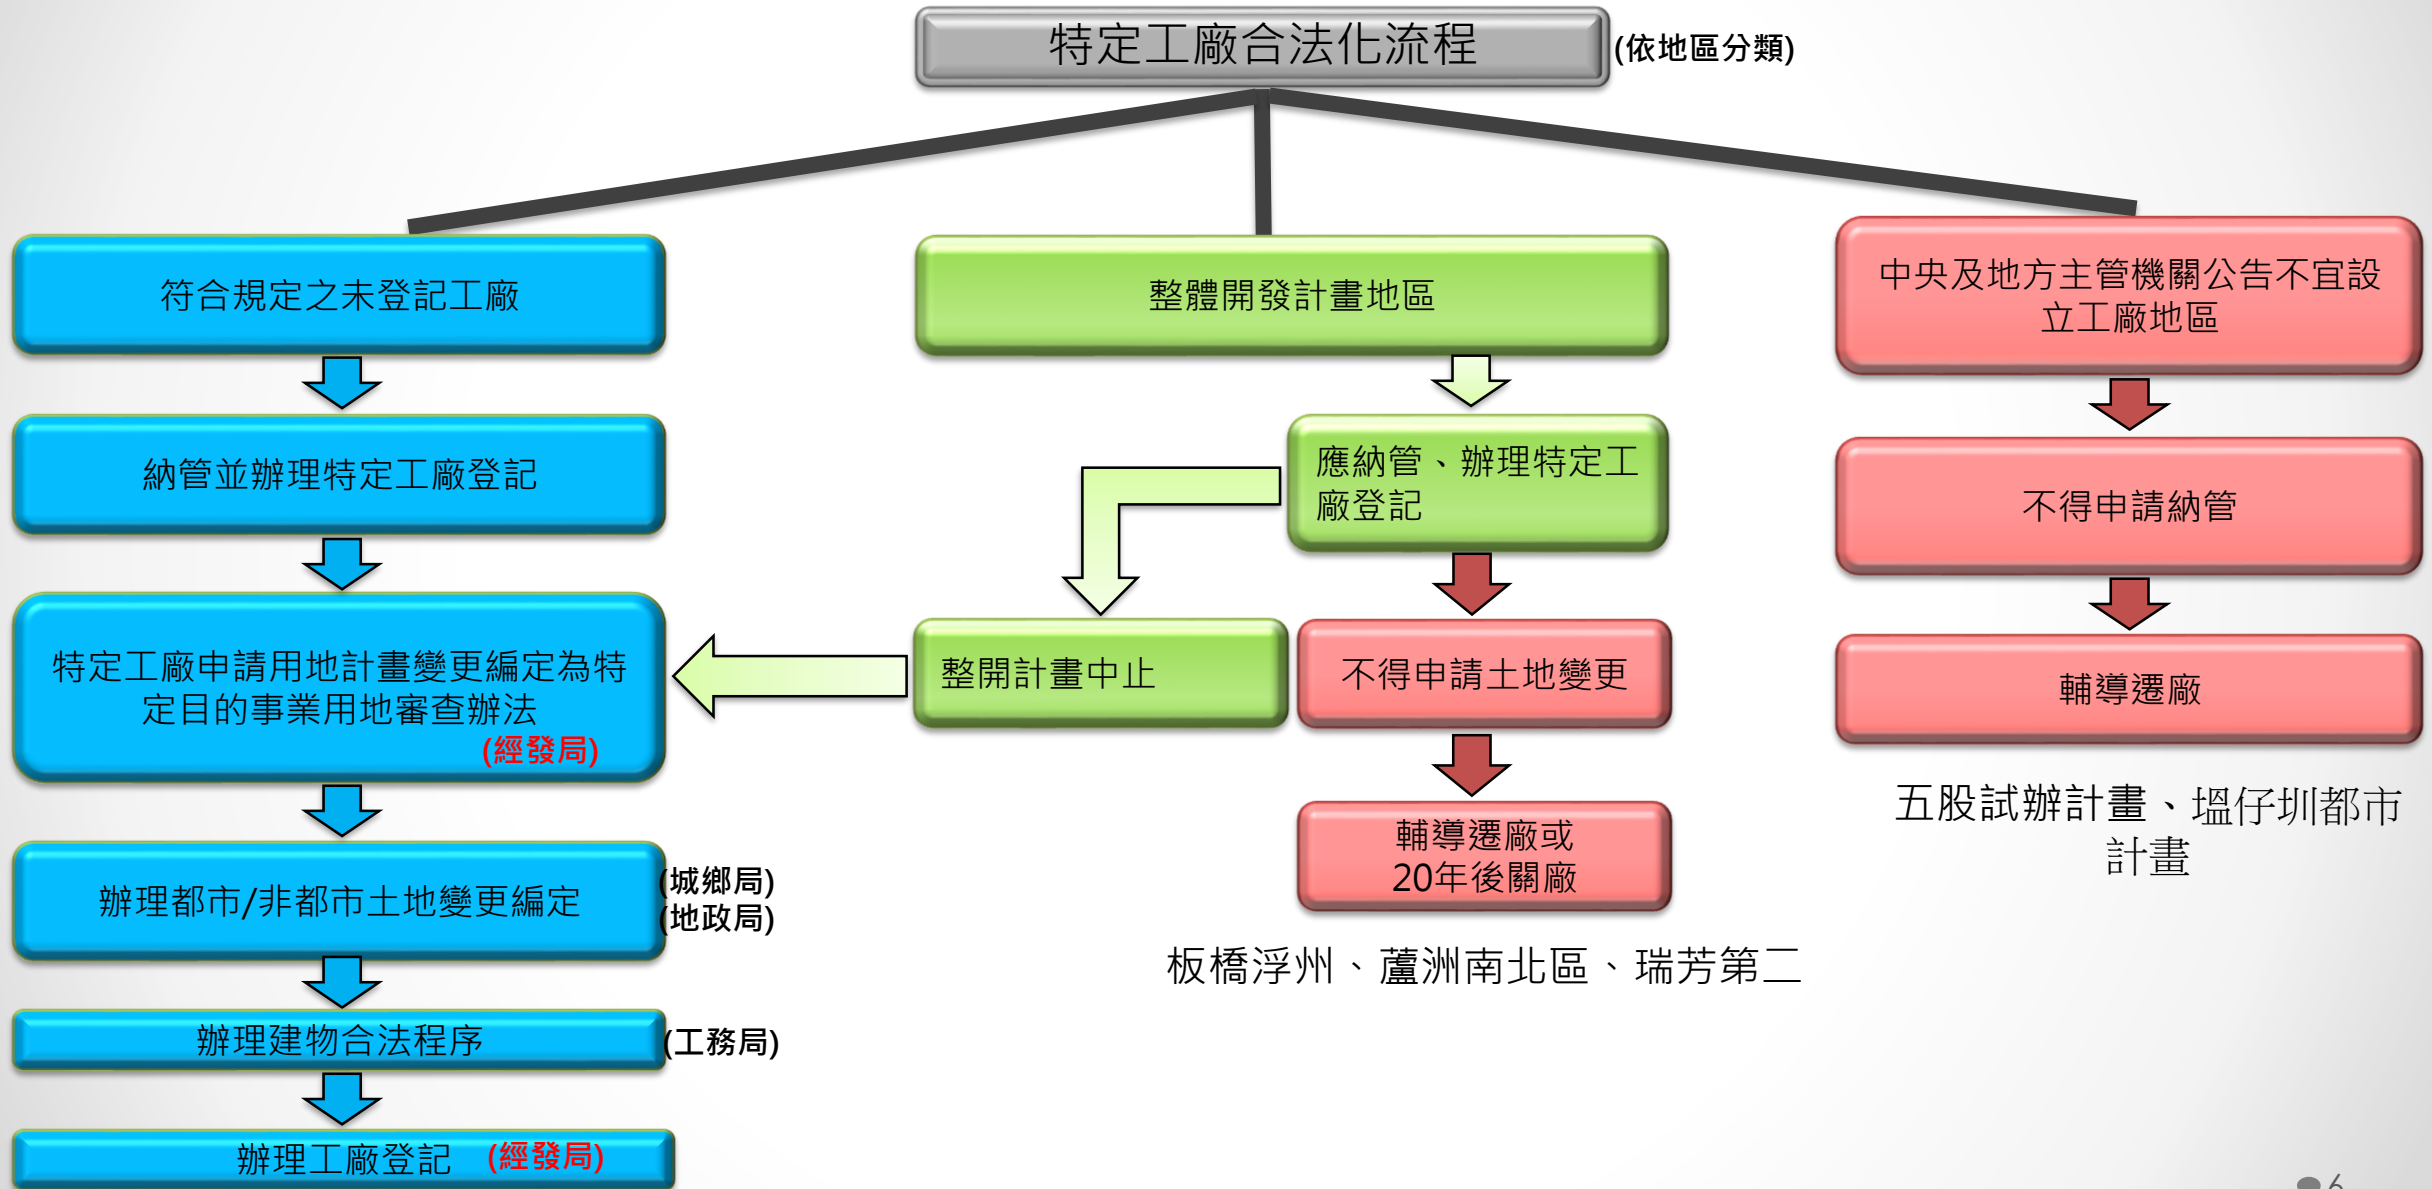 特定工廠合法化流程
(依地區分類)
符合規定之未登記工廠
納管並辦理特定工廠登記
特定工廠申請用地計畫變更編定為特
定目的事業用地審查辦法
(經發局)
辦理都市/非都市土地變更編定
(城鄉局)
(地政局)
辦理建物合法程序
(工務局)
辦理工廠登記
(經發局)
整體開發計畫地區
應納管、辦理特定工
廠登記
整開計畫中止
不得申請土地變更
輔導遷廠或
20年後關廠
板橋浮州、蘆洲南北區、瑞芳第二
中央及地方主管機關公告不宜設
立工廠地區
不得申請納管
輔導遷廠
五股試辦計畫、塭仔圳都市
計畫
6